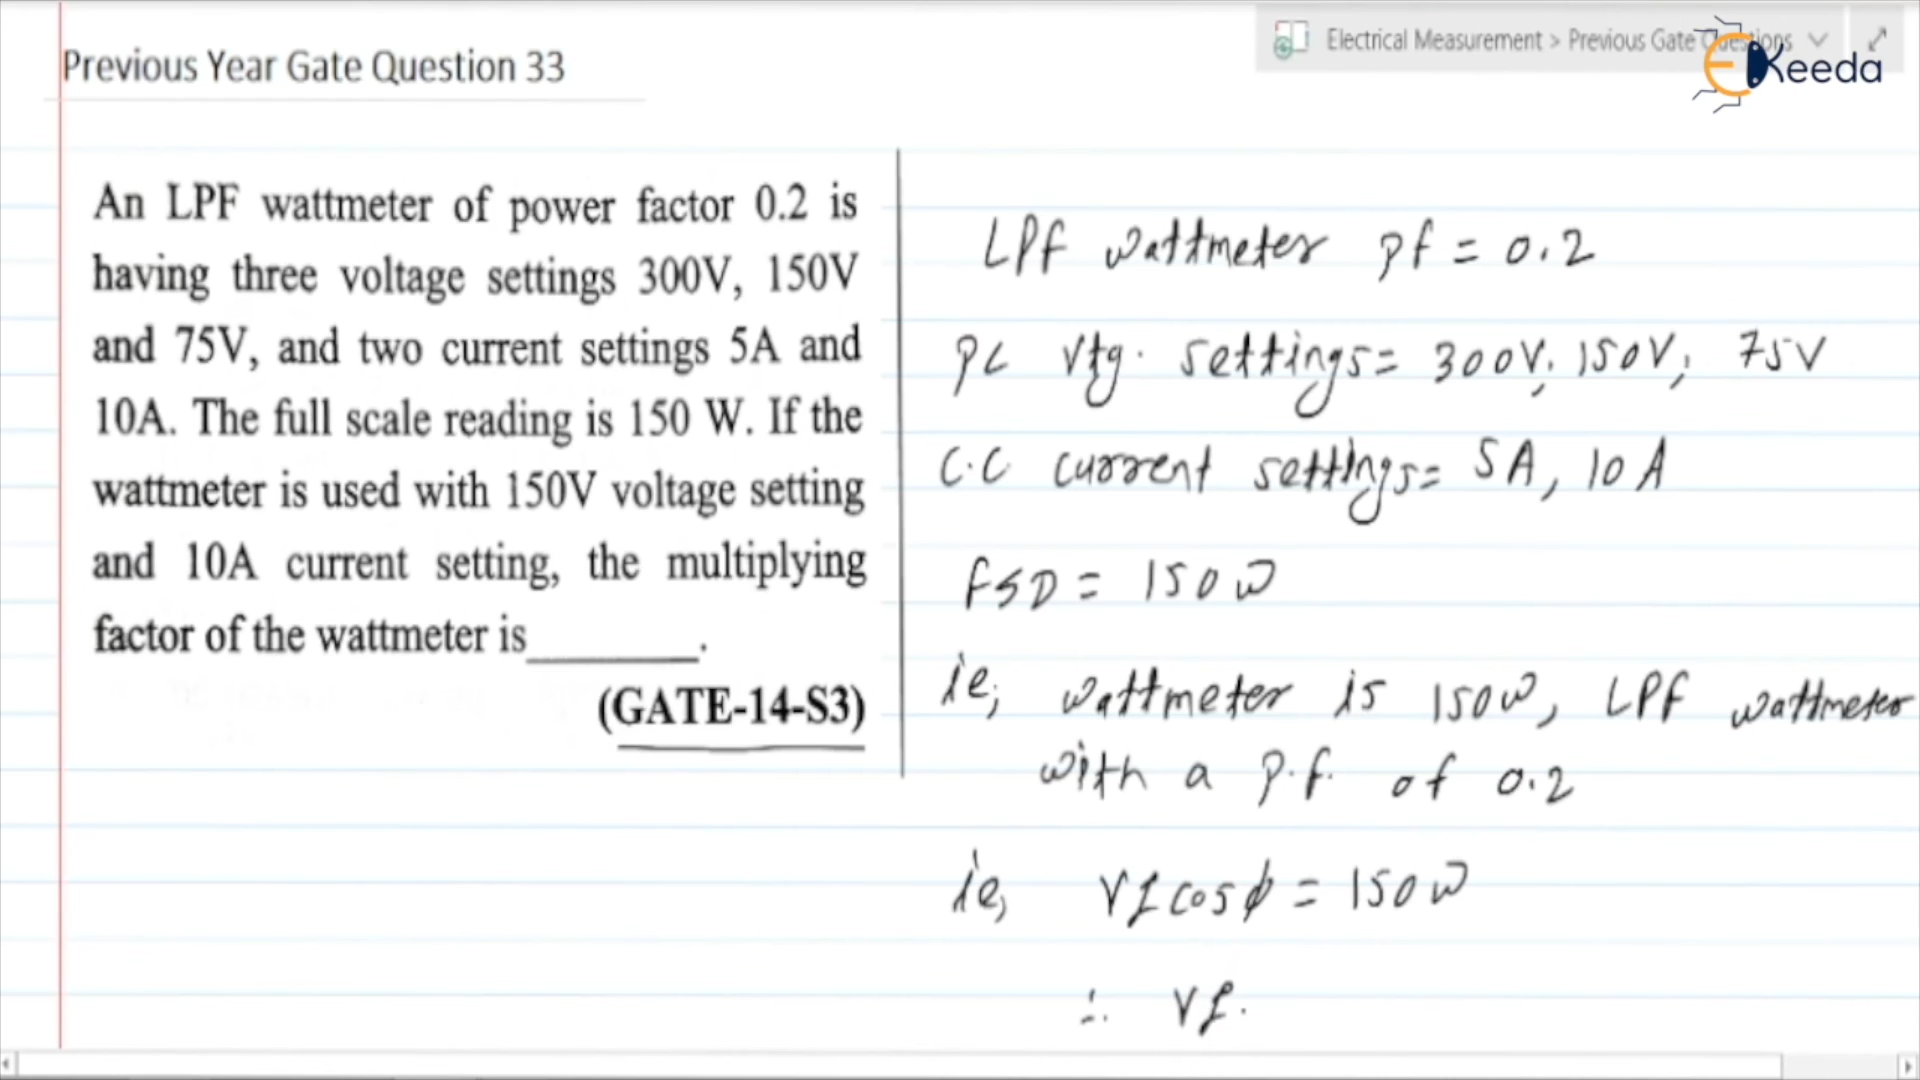 Previous Year Gate Question 33
Electrical Measurement > Previous Gate Questions
EKeeda
An LPF wattmeter of power factor 0.2 is
having three voltage settings 300V, 150V
and 75V, and two current settings 5A and
10A. The full scale reading is 150 W. If the
wattmeter is used with 150V voltage setting
and 10A current setting, the multiplying
factor of the wattmeter is________.
(GATE-14-S3)
LPF wattmeter pf = 0.2
PC vtg. settings = 300V, 150V, 75V
C.C current settings = 5A, 10A
FSD = 150W
ie, wattmeter is 150W, LPF wattmeter
with a P.f. of 0.2
ie, VI cosϕ = 150W
∴ VI.